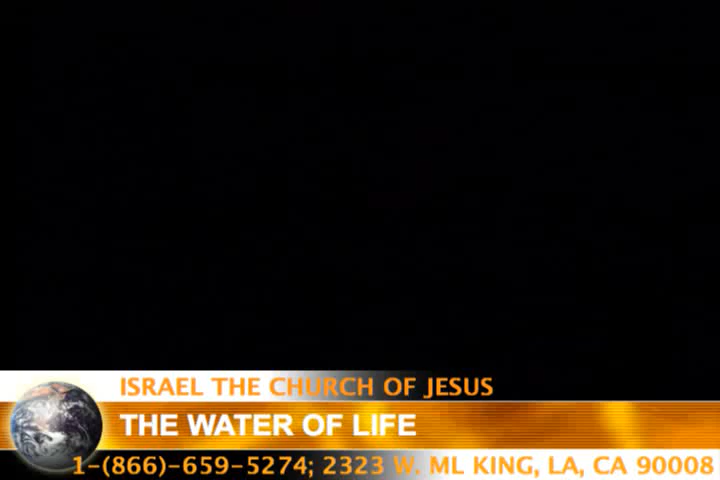 ISRAEL THE CHURCH OF JESUS
THE WATER OF LIFE
1-(866)-659-5274; 2323 W. ML KING, LA, CA 90008